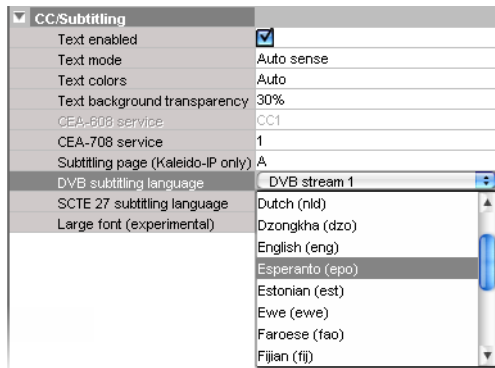 CC/Subtitling
Text enabled
Text mode Auto sense
Text colors Auto
Text background transparency 30%
CEA-608 service CC1
CEA-708 service 1
Subtitling page (Kaleido-IP only) A
DVB subtitling language DVB stream 1
SCTE 27 subtitling language Dutch (nld)
Large font (experimental) Dzongkha (dzo)
English (eng)
Esperanto (epo)
Estonian (est)
Ewe (ewe)
Faroese (fao)
Fijian (fij)